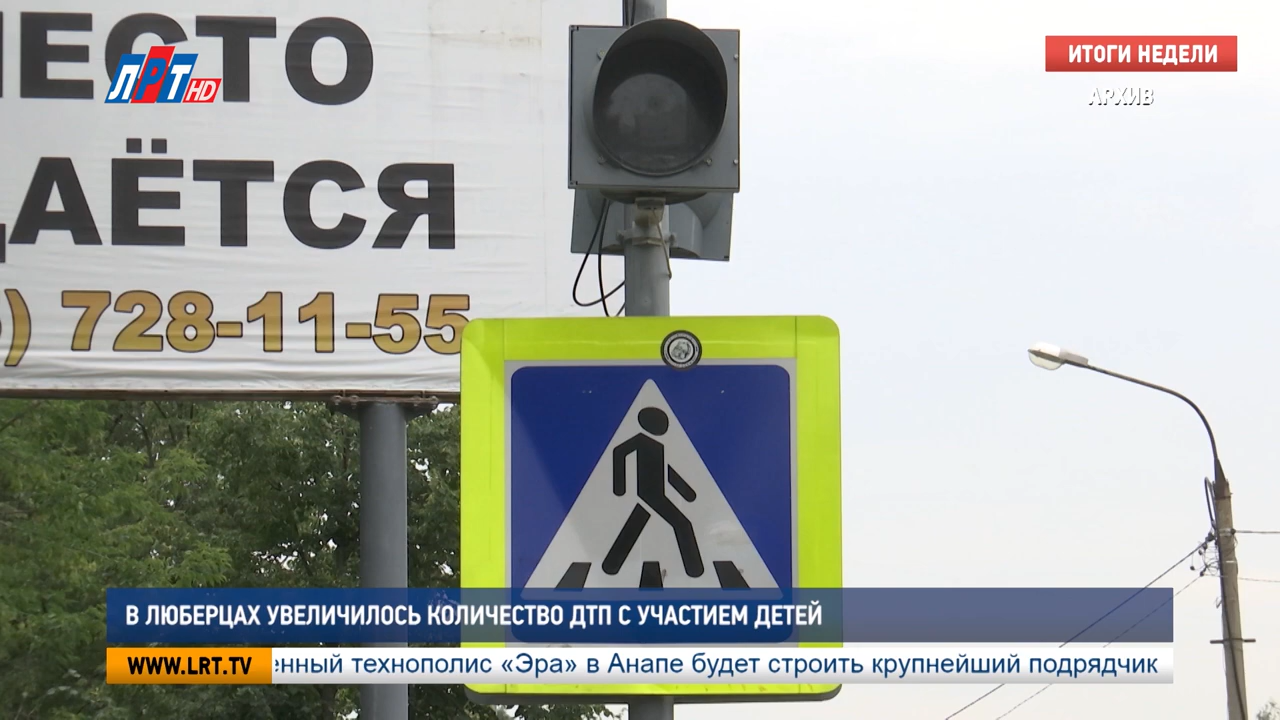 МЕСТО
ДАЁТСЯ
) 728-11-55
ЛРТ HD
ИТОГИ НЕДЕЛИ
АРХИВ
В ЛЮБЕРЦАХ УВЕЛИЧИЛОСЬ КОЛИЧЕСТВО ДТП С УЧАСТИЕМ ДЕТЕЙ
WWW.LRT.TV
енный технополис «Эра» в Анапе будет строить крупнейший подрядчик